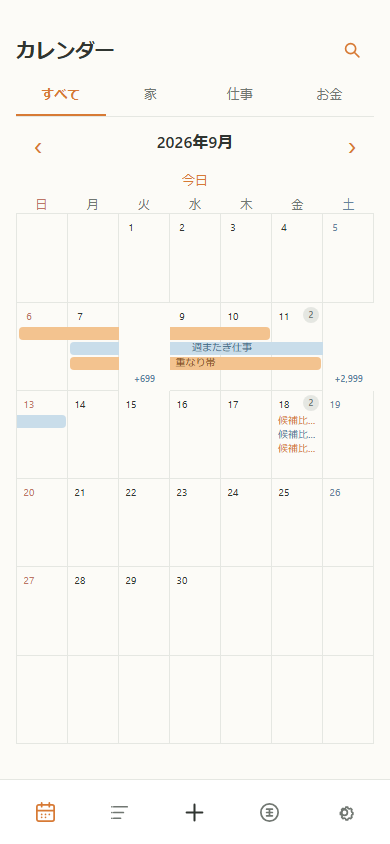 カレンダー
すべて 家 仕事 お金
‹ 2026年9月 ›
今日
日 月 火 水 木 金 土
1 2 3 4 5
6 7 9 10 11 2
週またぎ仕事
重なり帯
+699 +2,999
13 14 15 16 17 18 2 19
候補比...
候補比...
候補比...
20 21 22 23 24 25 26
27 28 29 30